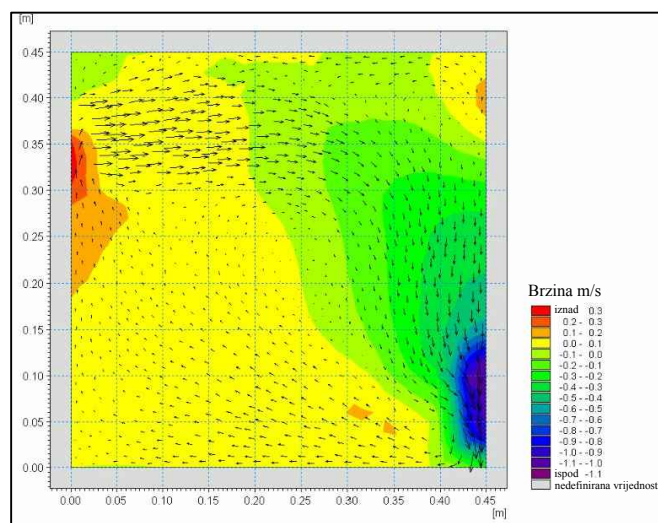 [m]
0.45
0.40
0.35
0.30
0.25
0.20
0.15
0.10
0.05
0.00
0.00 0.05 0.10 0.15 0.20 0.25 0.30 0.35 0.40 0.45
[m]
Brzina m/s
iznad 0.3
0.2 - 0.3
0.1 - 0.2
0.0 - 0.1
-0.1 - 0.0
-0.2 - -0.1
-0.3 - -0.2
-0.4 - -0.3
-0.5 - -0.4
-0.6 - -0.5
-0.7 - -0.6
-0.8 - -0.7
-0.9 - -0.8
-1.0 - -0.9
-1.1 - -1.0
ispod -1.1
nedefinirana vrijednost